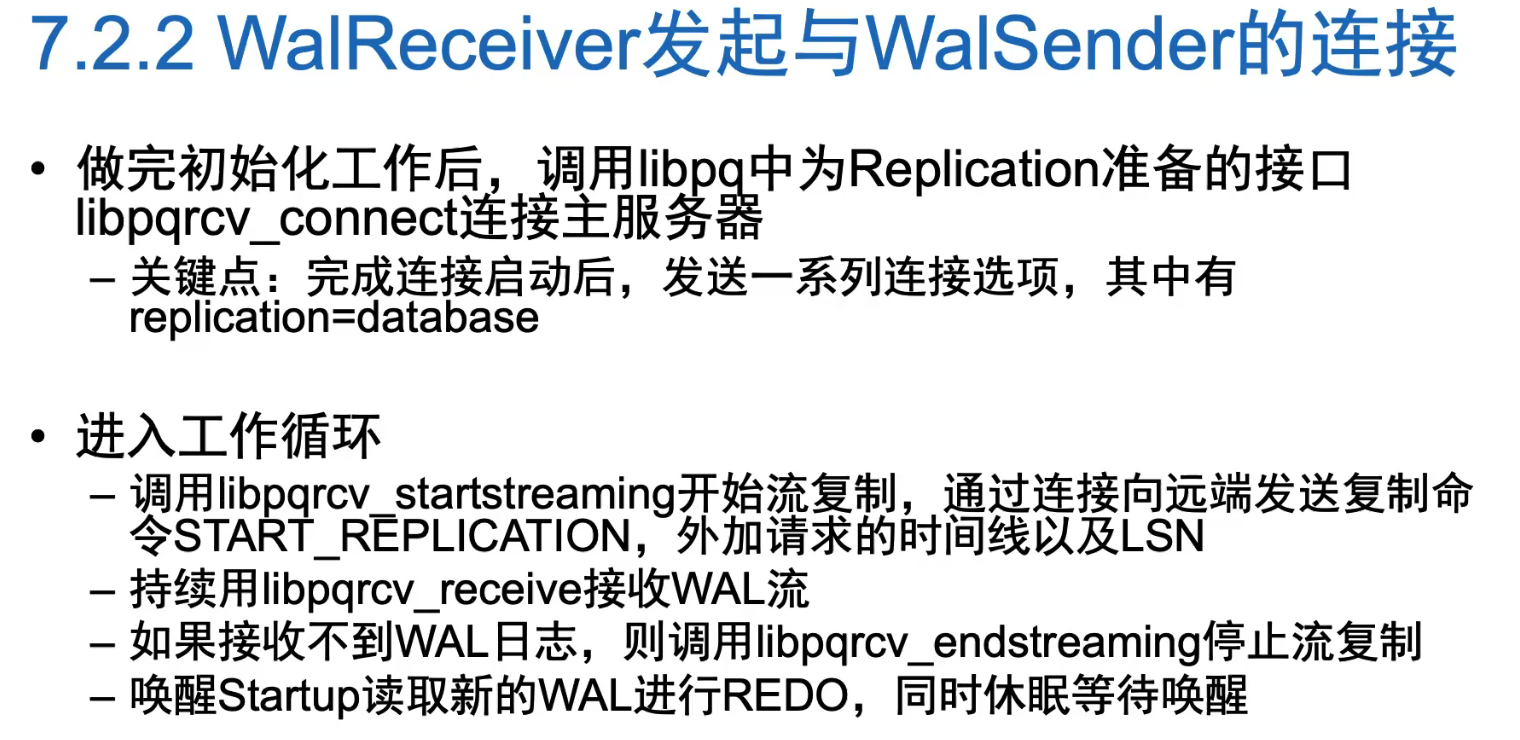 7.2.2 WalReceiver发起与WalSender的连接
• 做完初始化工作后，调用libpq中为Replication准备的接口
libpqrcv_connect连接主服务器
– 关键点：完成连接启动后，发送一系列连接选项，其中有
replication=database
• 进入工作循环
– 调用libpqrcv_startstreaming开始流复制，通过连接向远端发送复制命
令START_REPLICATION，外加请求的时间线以及LSN
– 持续用libpqrcv_receive接收WAL流
– 如果接收不到WAL日志，则调用libpqrcv_endstreaming停止流复制
– 唤醒Startup读取新的WAL进行REDO，同时休眠等待唤醒